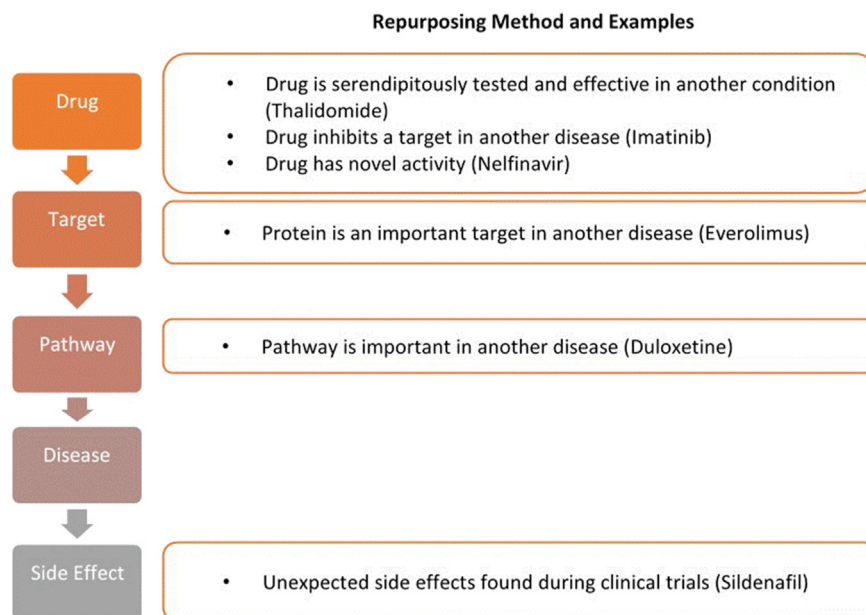 Repurposing Method and Examples
Drug
• Drug is serendipitously tested and effective in another condition
(Thalidomide)
• Drug inhibits a target in another disease (Imatinib)
• Drug has novel activity (Nelfinavir)
Target
• Protein is an important target in another disease (Everolimus)
Pathway
• Pathway is important in another disease (Duloxetine)
Disease
Side Effect
• Unexpected side effects found during clinical trials (Sildenafil)